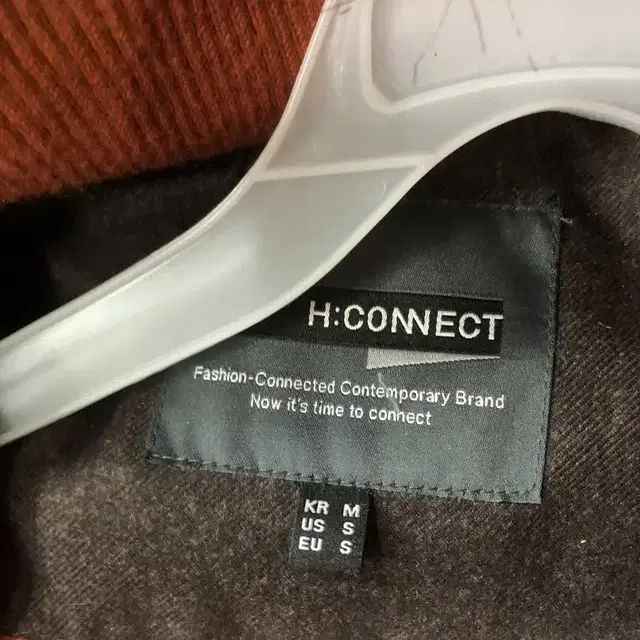 H:CONNECT
Fashion-Connected Contemporary Brand
Now it's time to connect
KR M
US S
EU S